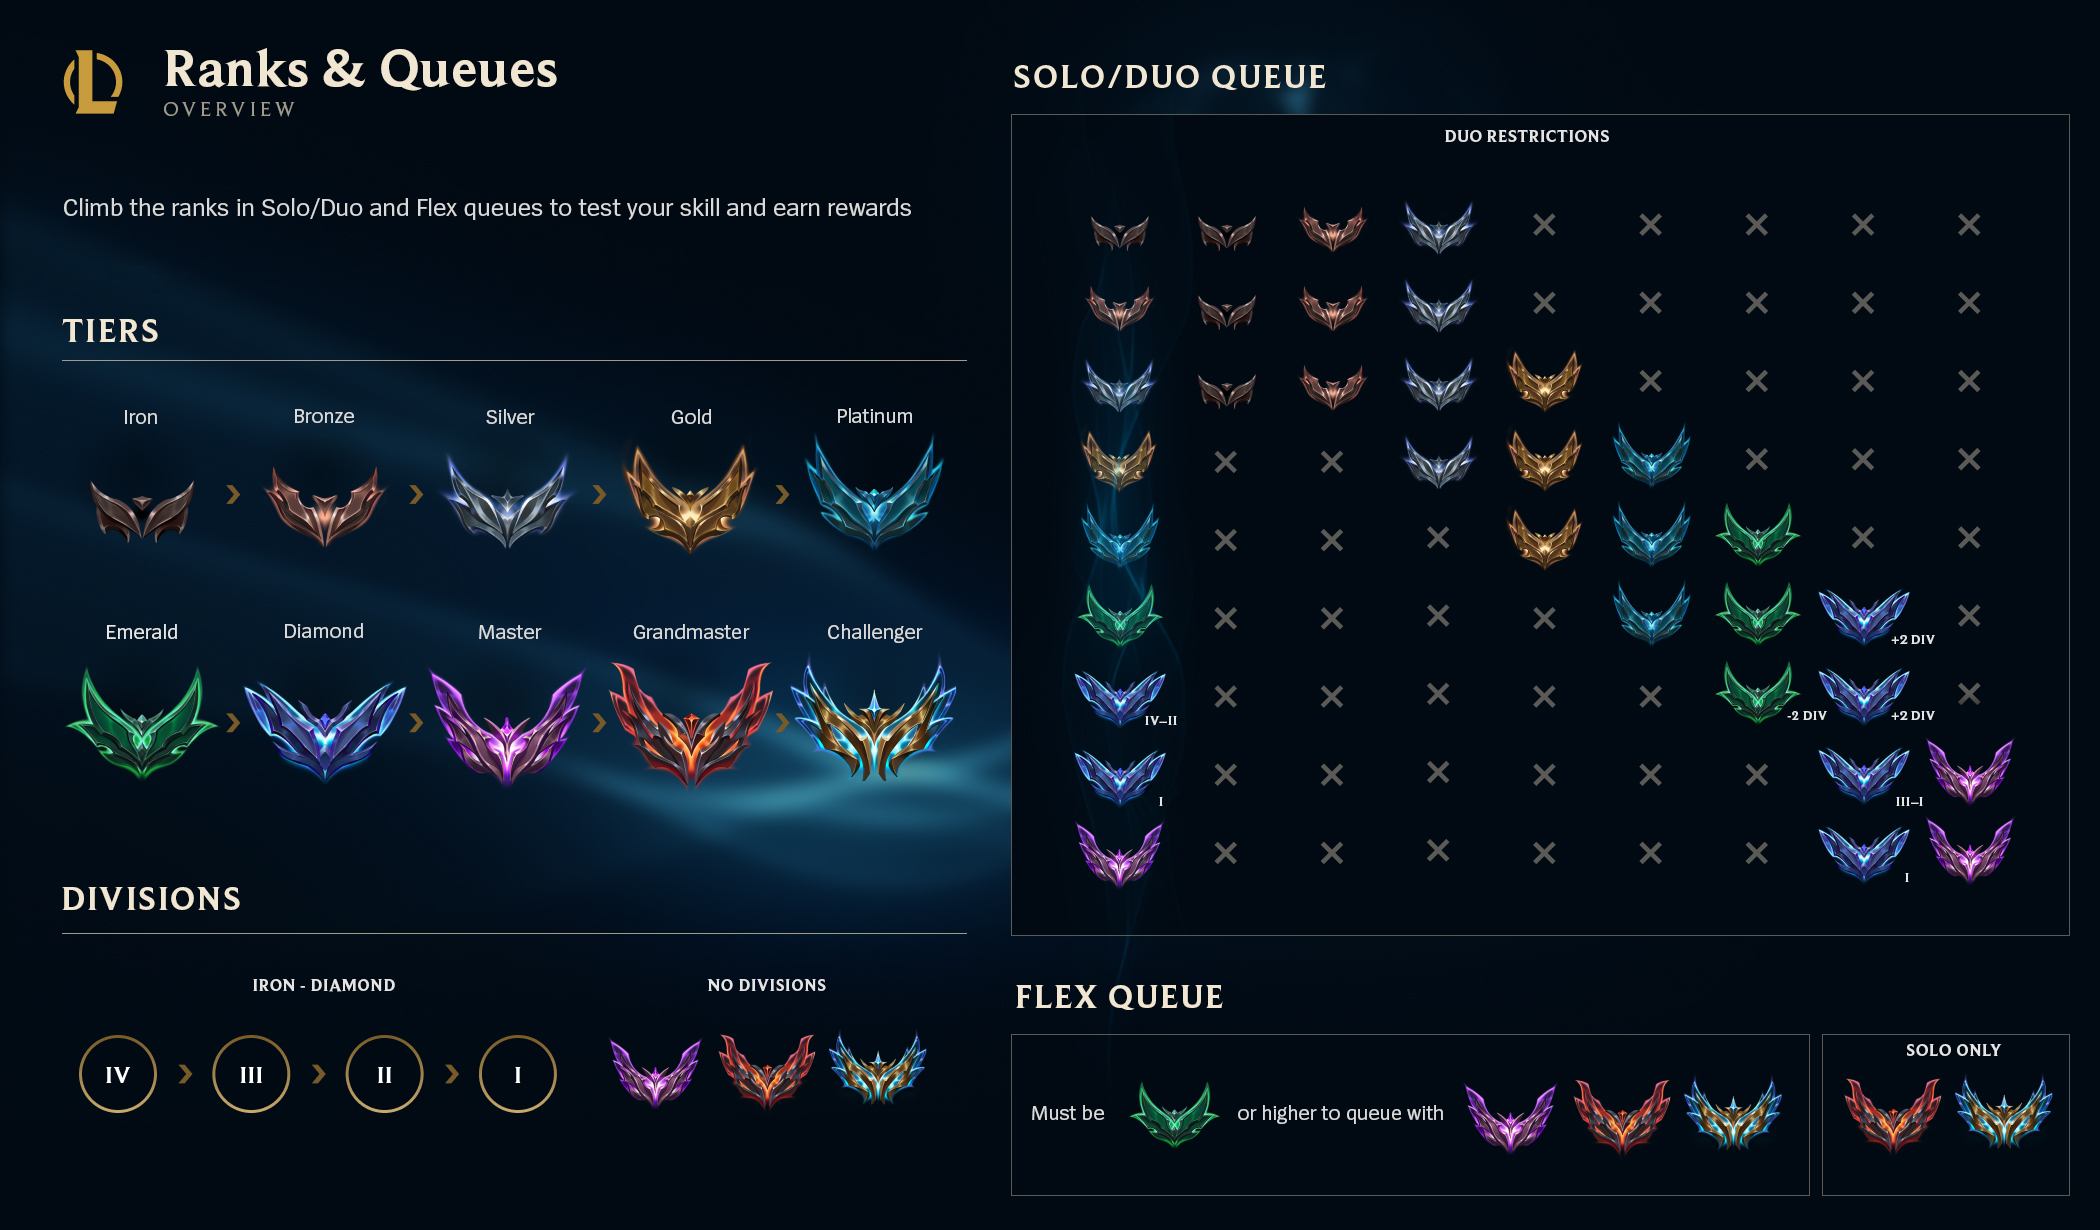 Ranks & Queues
OVERVIEW
Climb the ranks in Solo/Duo and Flex queues to test your skill and earn rewards
TIERS
Iron
Bronze
Silver
Gold
Platinum
Emerald
Diamond
Master
Grandmaster
Challenger
DIVISIONS
IRON - DIAMOND
NO DIVISIONS
IV
III
II
I
SOLO/DUO QUEUE
DUO RESTRICTIONS
+2 DIV
IV–II
-2 DIV
+2 DIV
I
III–I
I
FLEX QUEUE
Must be
or higher to queue with
SOLO ONLY